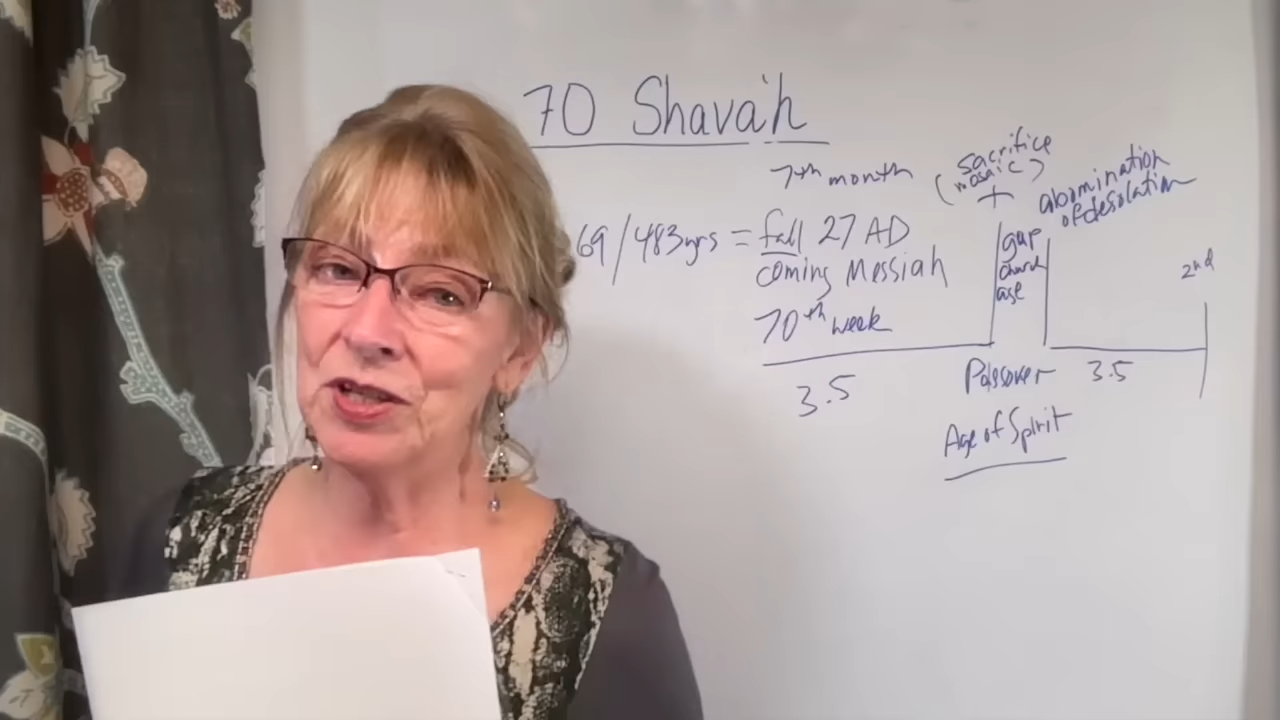 70 Shava'h
7th month
69/483yrs = fall 27 AD
coming Messiah
70th week
3.5
sacrifice
(mosaic)
+
abomination
of desolation
gap
church
age
2nd
Passover
3.5
Age of Spirit